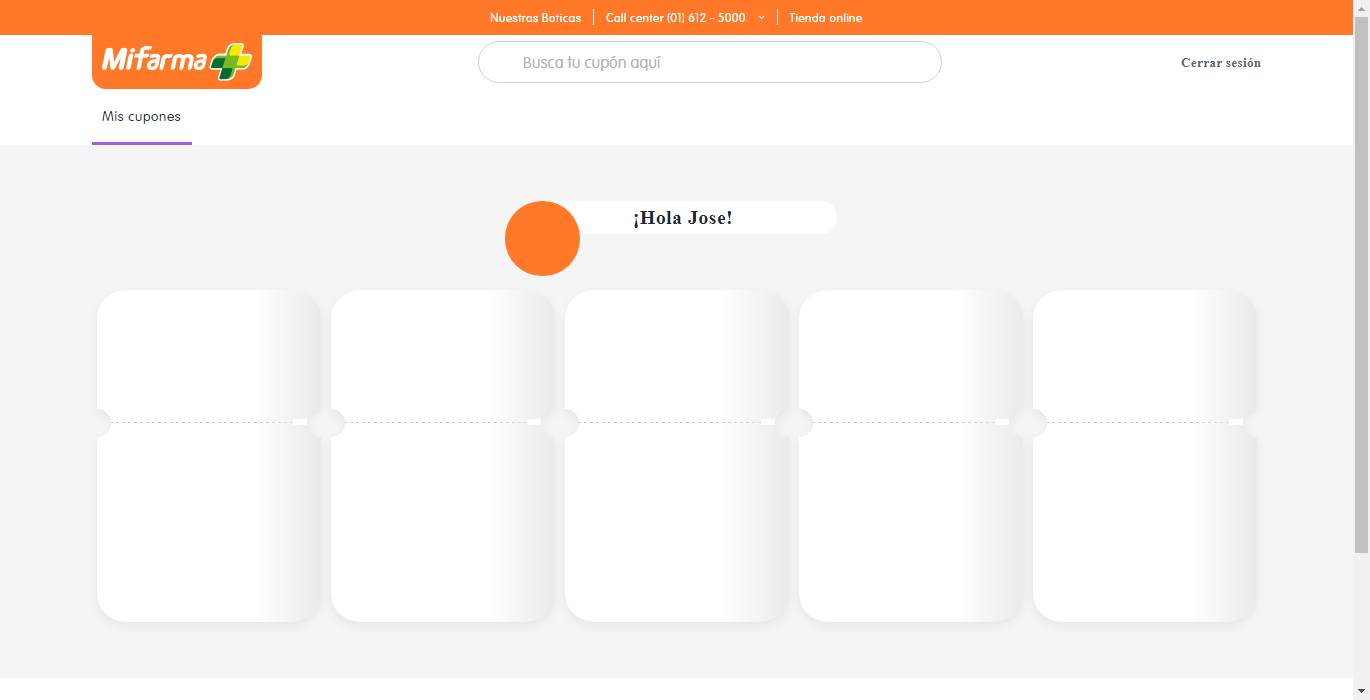 Nuestras Boticas Call center (01) 612 - 5000 Tienda online
Mifarma
Busca tu cupón aquí
Cerrar sesión
Mis cupones
¡Hola Jose!